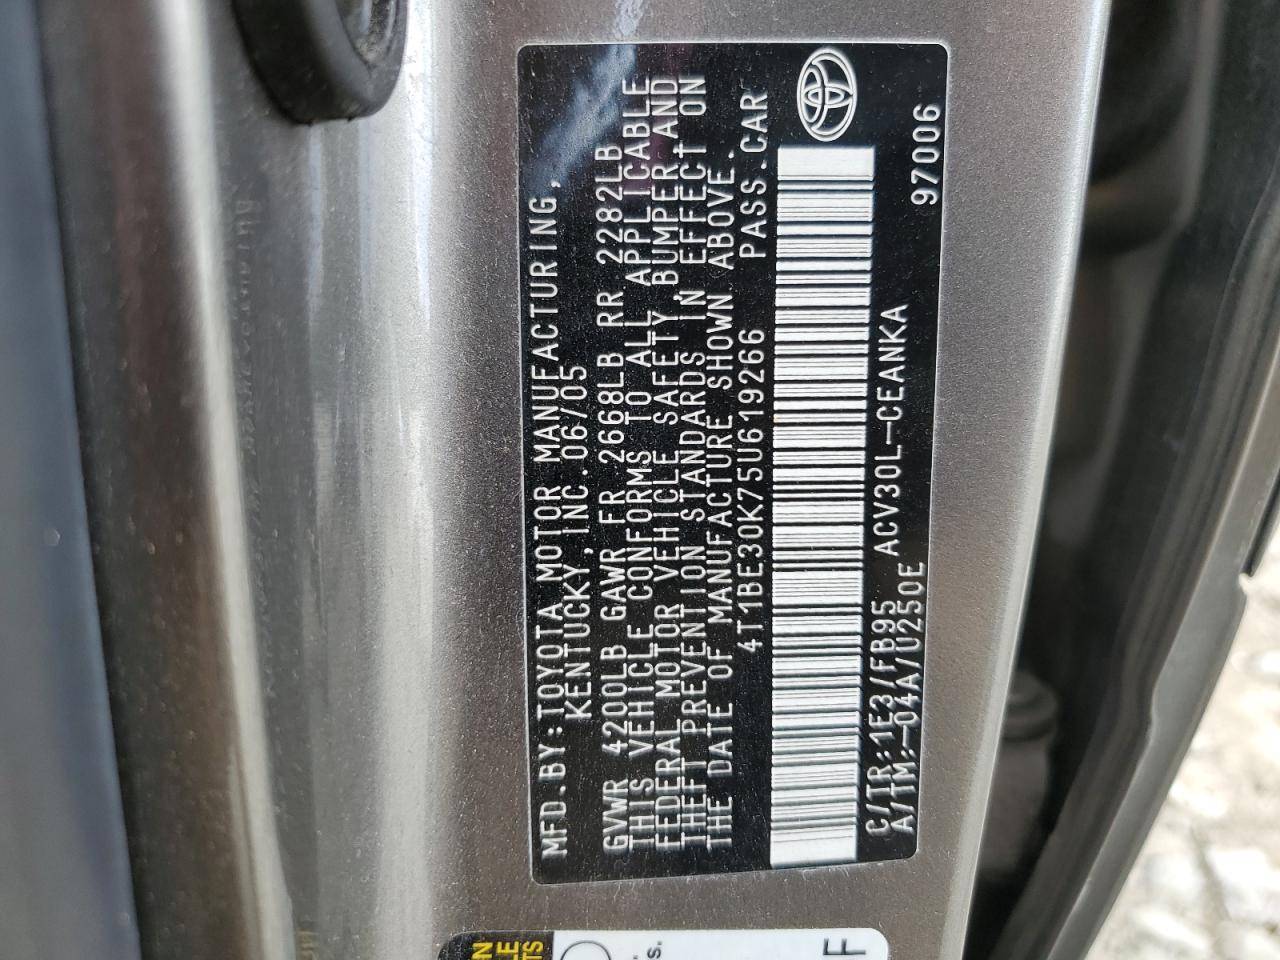 MFD.BY:TOYOTA MOTOR MANUFACTURING,
KENTUCKY, INC. 06/05
GVWR 4200LB GAWR FR 2668LB RR 2282LB
THIS VEHICLE CONFORMS TO ALL APPLICABLE
FEDERAL MOTOR VEHICLE SAFETY, BUMPER, AND
THEFT PREVENTION STANDARDS IN EFFECT ON
THE DATE OF MANUFACTURE SHOWN ABOVE.
4T1BE30K75U619266 PASS.CAR
C/TR:1E3/FB95 ACV30L-CEANKA 97006
A/TM:-04A/U250E
s.
F